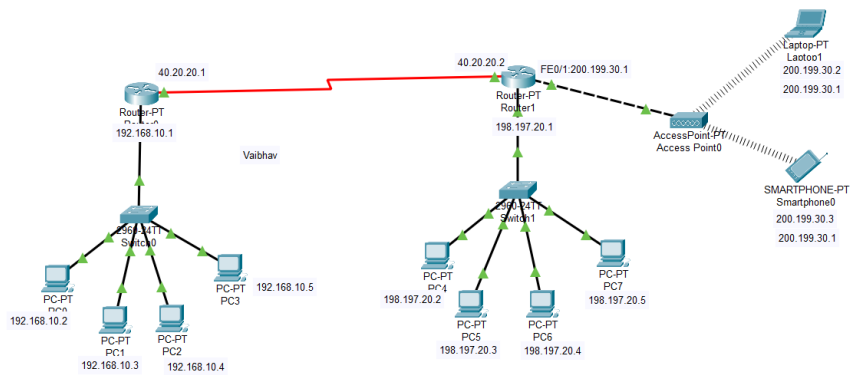 40.20.20.1
Router-PT
192.168.10.1
Vaibhav
2960-24TT
Switch0
PC-PT
192.168.10.2
PC-PT
PC1
192.168.10.3
PC-PT
PC2
192.168.10.4
PC-PT
PC3
192.168.10.5
40.20.20.2
FE0/1:200.199.30.1
Router-PT
Router1
198.197.20.1
2960-24TT
Switch1
PC-PT
PC4
198.197.20.2
PC-PT
PC5
198.197.20.3
PC-PT
PC6
198.197.20.4
PC-PT
PC7
198.197.20.5
AccessPoint-PT
Access Point0
Laptop-PT
Laptop1
200.199.30.2
200.199.30.1
SMARTPHONE-PT
Smartphone0
200.199.30.3
200.199.30.1